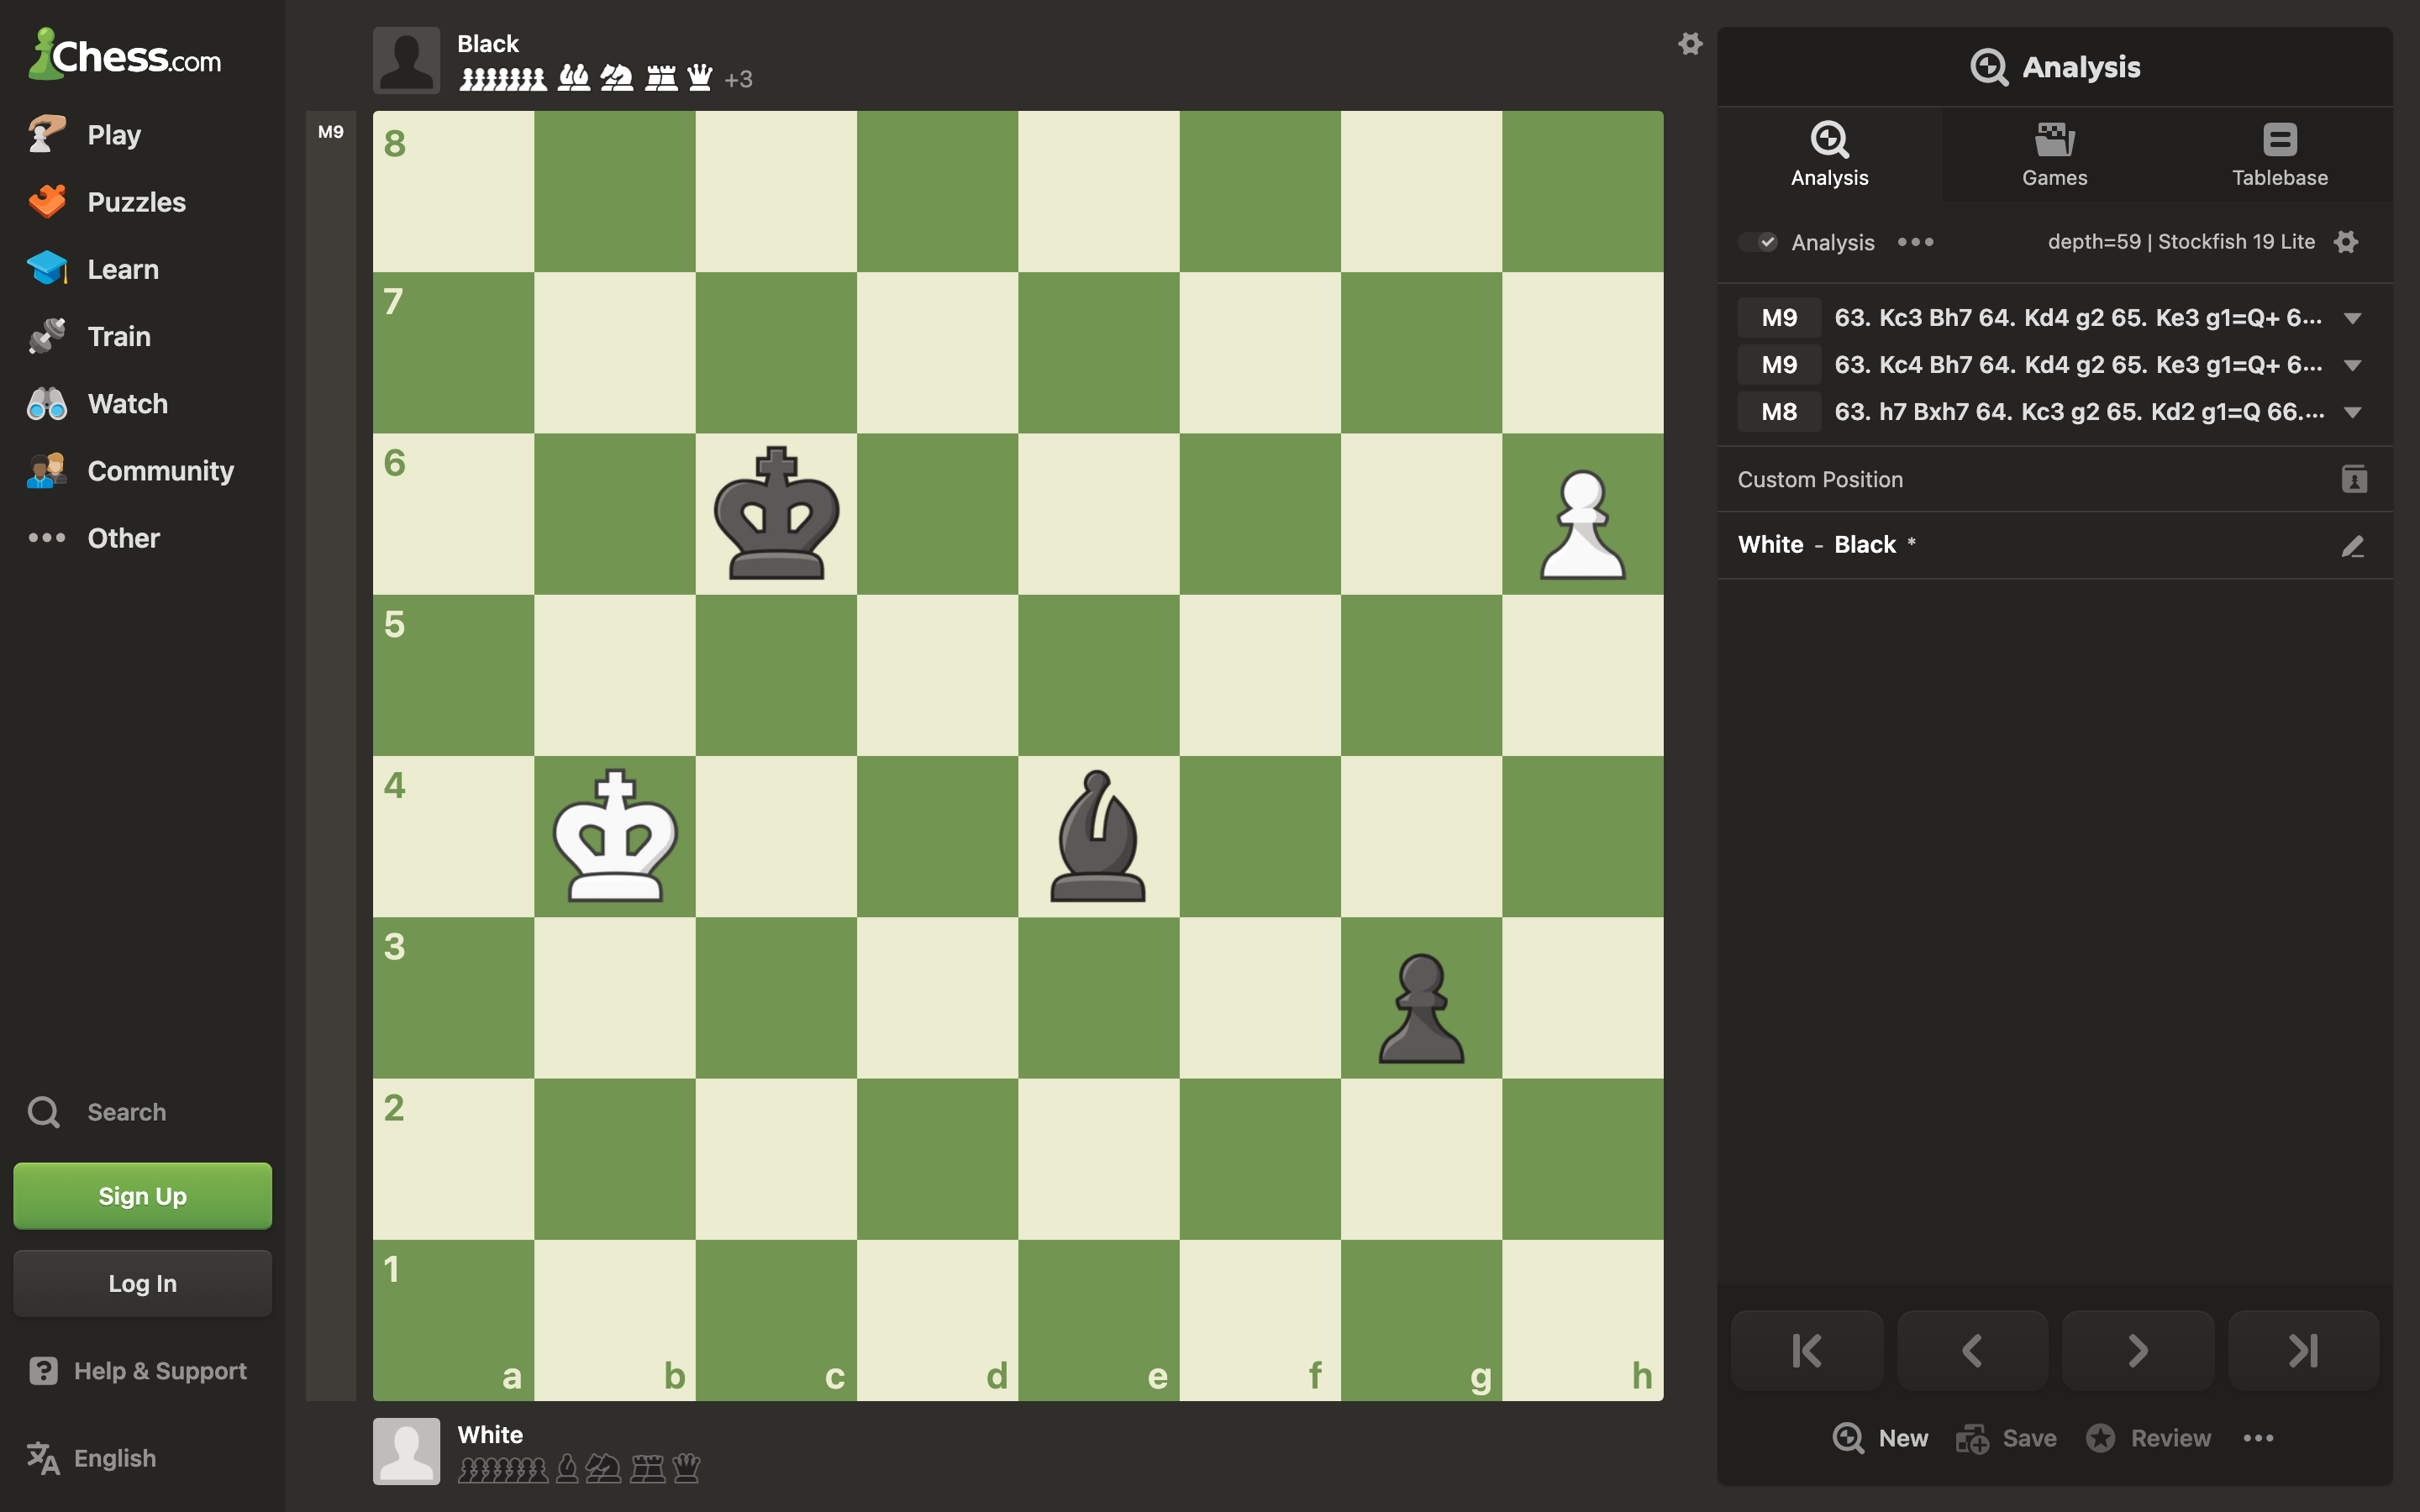 Chess.com
Play
Puzzles
Learn
Train
Watch
Community
Other
Search
Sign Up
Log In
Help & Support
English
Black
+3
M9
8
7
6
5
4
3
2
1
a b c d e f g h
White
Analysis
Analysis Games Tablebase
Analysis depth=59 | Stockfish 19 Lite
M9 63. Kc3 Bh7 64. Kd4 g2 65. Ke3 g1=Q+ 6...
M9 63. Kc4 Bh7 64. Kd4 g2 65. Ke3 g1=Q+ 6...
M8 63. h7 Bxh7 64. Kc3 g2 65. Kd2 g1=Q 66....
Custom Position
White - Black *
New Save Review